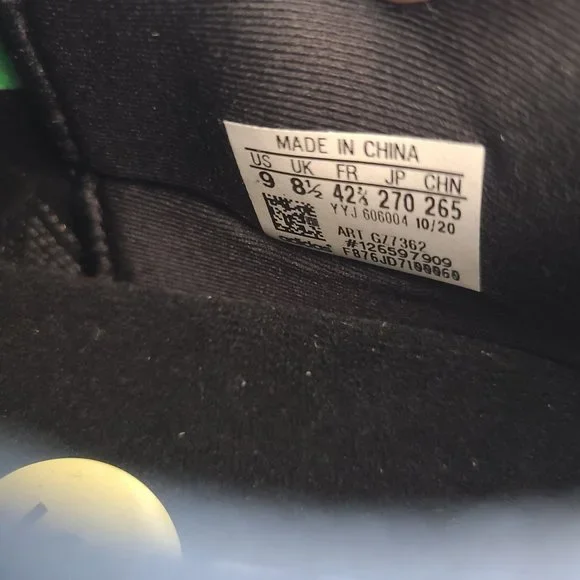 MADE IN CHINA
US UK FR JP CHN
9 8½ 42⅔ 270 265
YYJ 606004 10/20
ART G77362
adidas #126597909
F876JD7100060